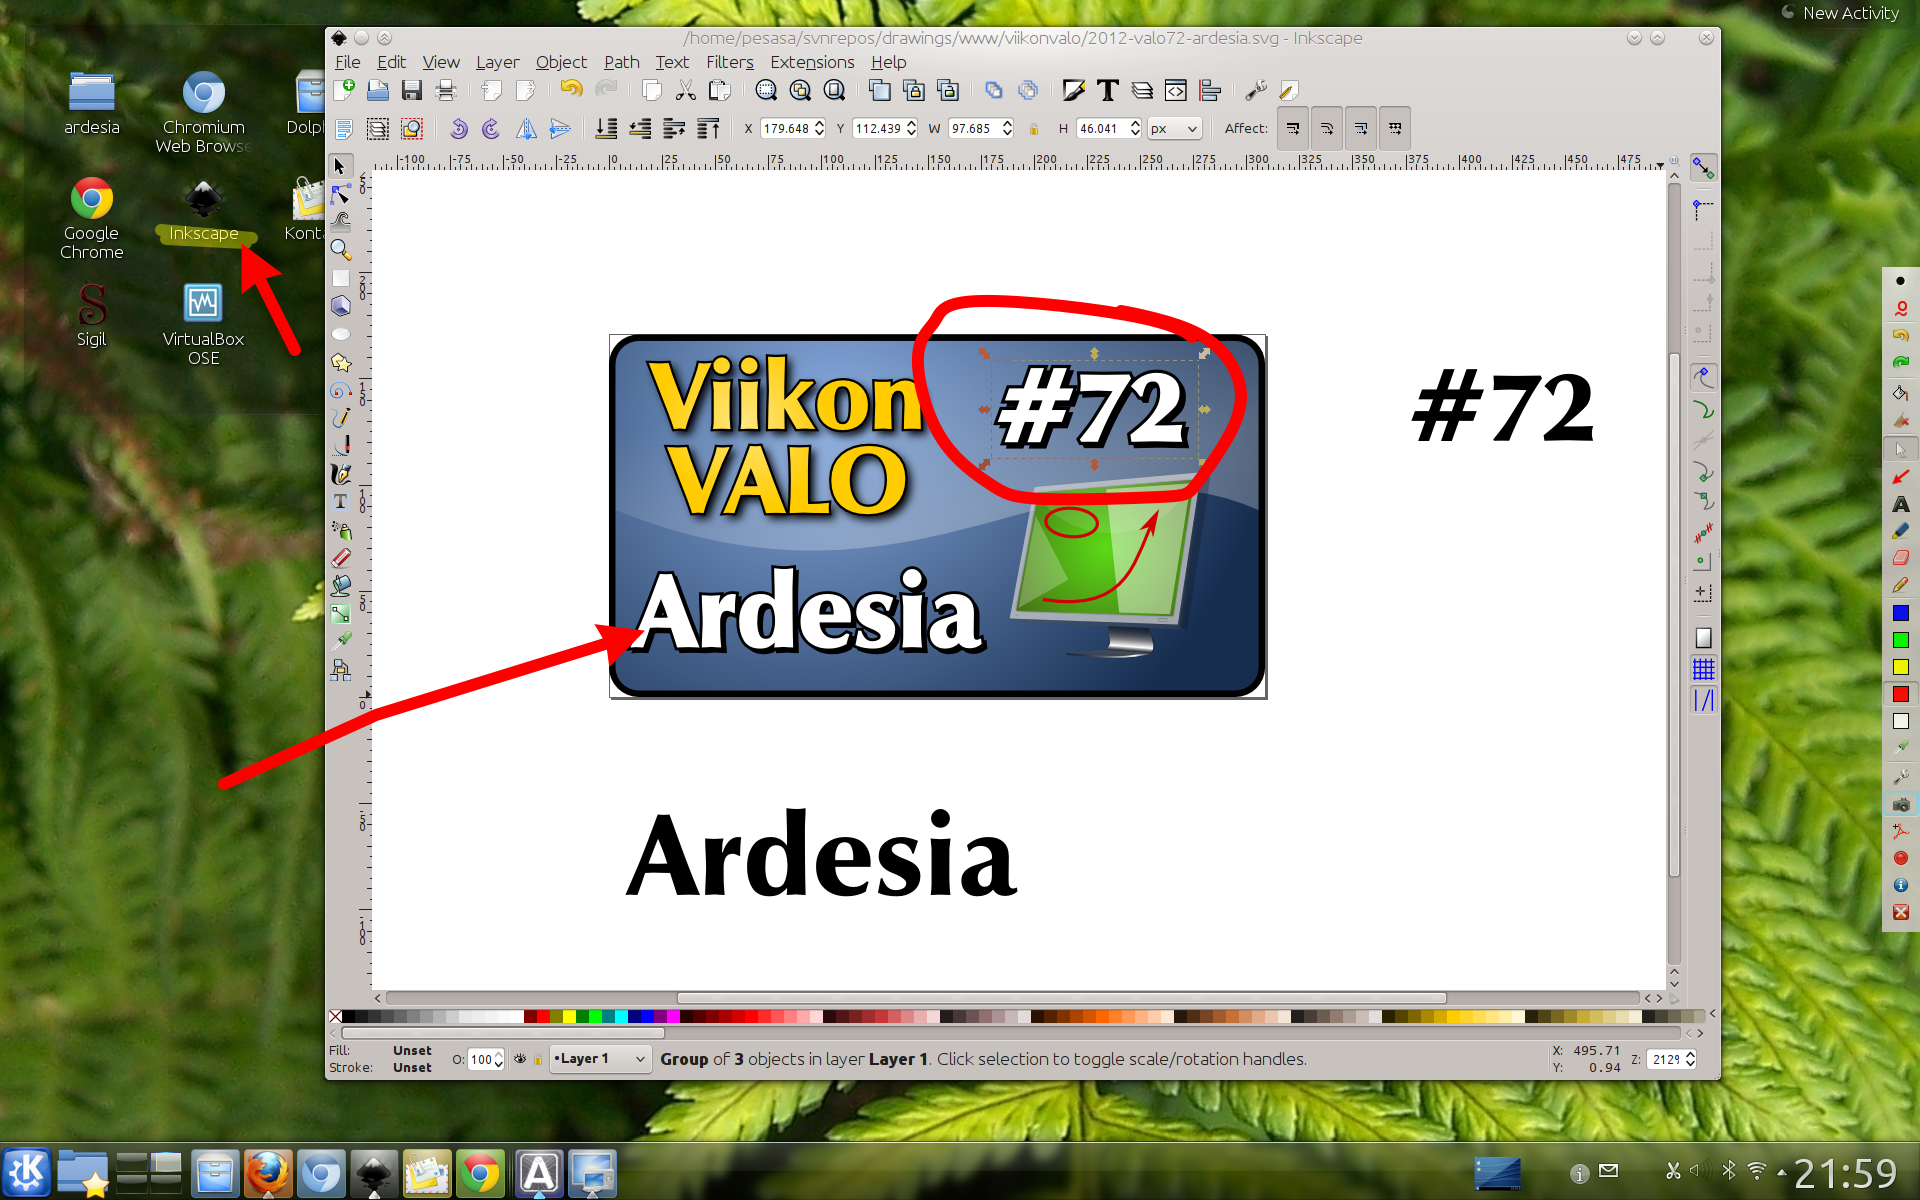 New Activity
ardesia
Chromium
Web Browse
Dolph
Google
Chrome
Inkscape
Konta
Sigil
VirtualBox
OSE
/home/pesasa/svnrepos/drawings/www/viikonvalo/2012-valo72-ardesia.svg - Inkscape
File Edit View Layer Object Path Text Filters Extensions Help
X 179.648 Y 112.439 W 97.685 H 46.041 px Affect:
-100 -75 -50 -25 0 25 50 75 100 125 150 175 200 225 250 275 300 325 350 375 400 425 450 475
Viikon
VALO
#72
Ardesia
#72
Ardesia
Fill: Unset
Stroke: Unset
O: 100
•Layer 1
Group of 3 objects in layer Layer 1. Click selection to toggle scale/rotation handles.
X: 495.71
Y: 0.94
Z: 212%
21:59